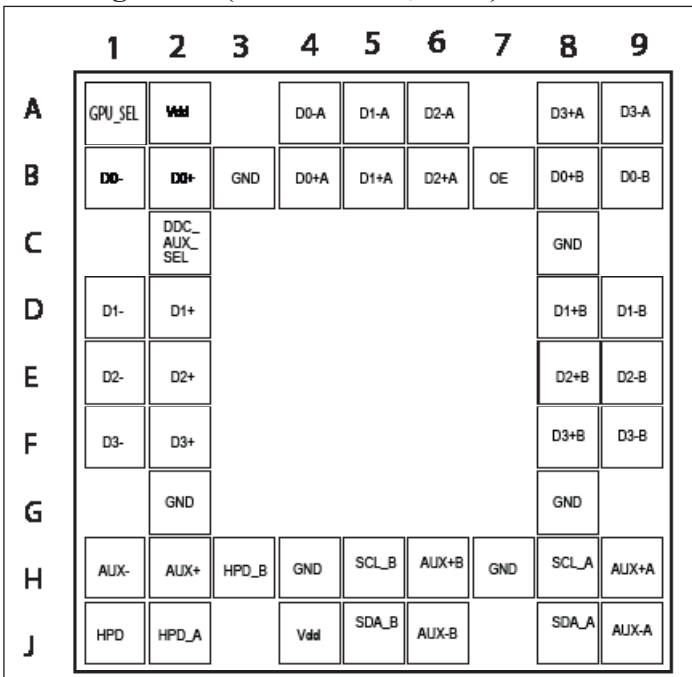 1 2 3 4 5 6 7 8 9
A GPU_SEL Vdd D0-A D1-A D2-A D3+A D3-A
B D0- D0+ GND D0+A D1+A D2+A OE D0+B D0-B
C DDC_ GND
AUX_
SEL
D D1- D1+ D1+B D1-B
E D2- D2+ D2+B D2-B
F D3- D3+ D3+B D3-B
G GND GND
H AUX- AUX+ HPD_B GND SCL_B AUX+B GND SCL_A AUX+A
J HPD HPD_A Vdd SDA_B AUX-B SDA_A AUX-A